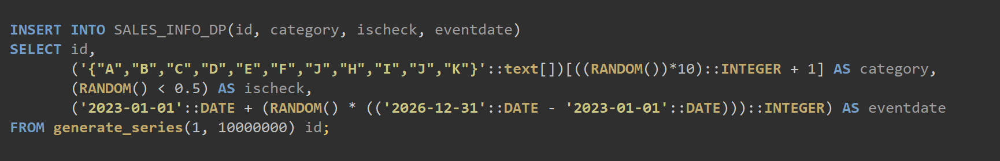 INSERT INTO SALES_INFO_DP(id, category, ischeck, eventdate)
SELECT id,
       ('{"A","B","C","D","E","F","J","H","I","J","K"}'::text[])[((RANDOM())*10)::INTEGER + 1] AS category,
       (RANDOM() < 0.5) AS ischeck,
       ('2023-01-01'::DATE + (RANDOM() * (('2026-12-31'::DATE - '2023-01-01'::DATE)))::INTEGER) AS eventdate
FROM generate_series(1, 10000000) id;